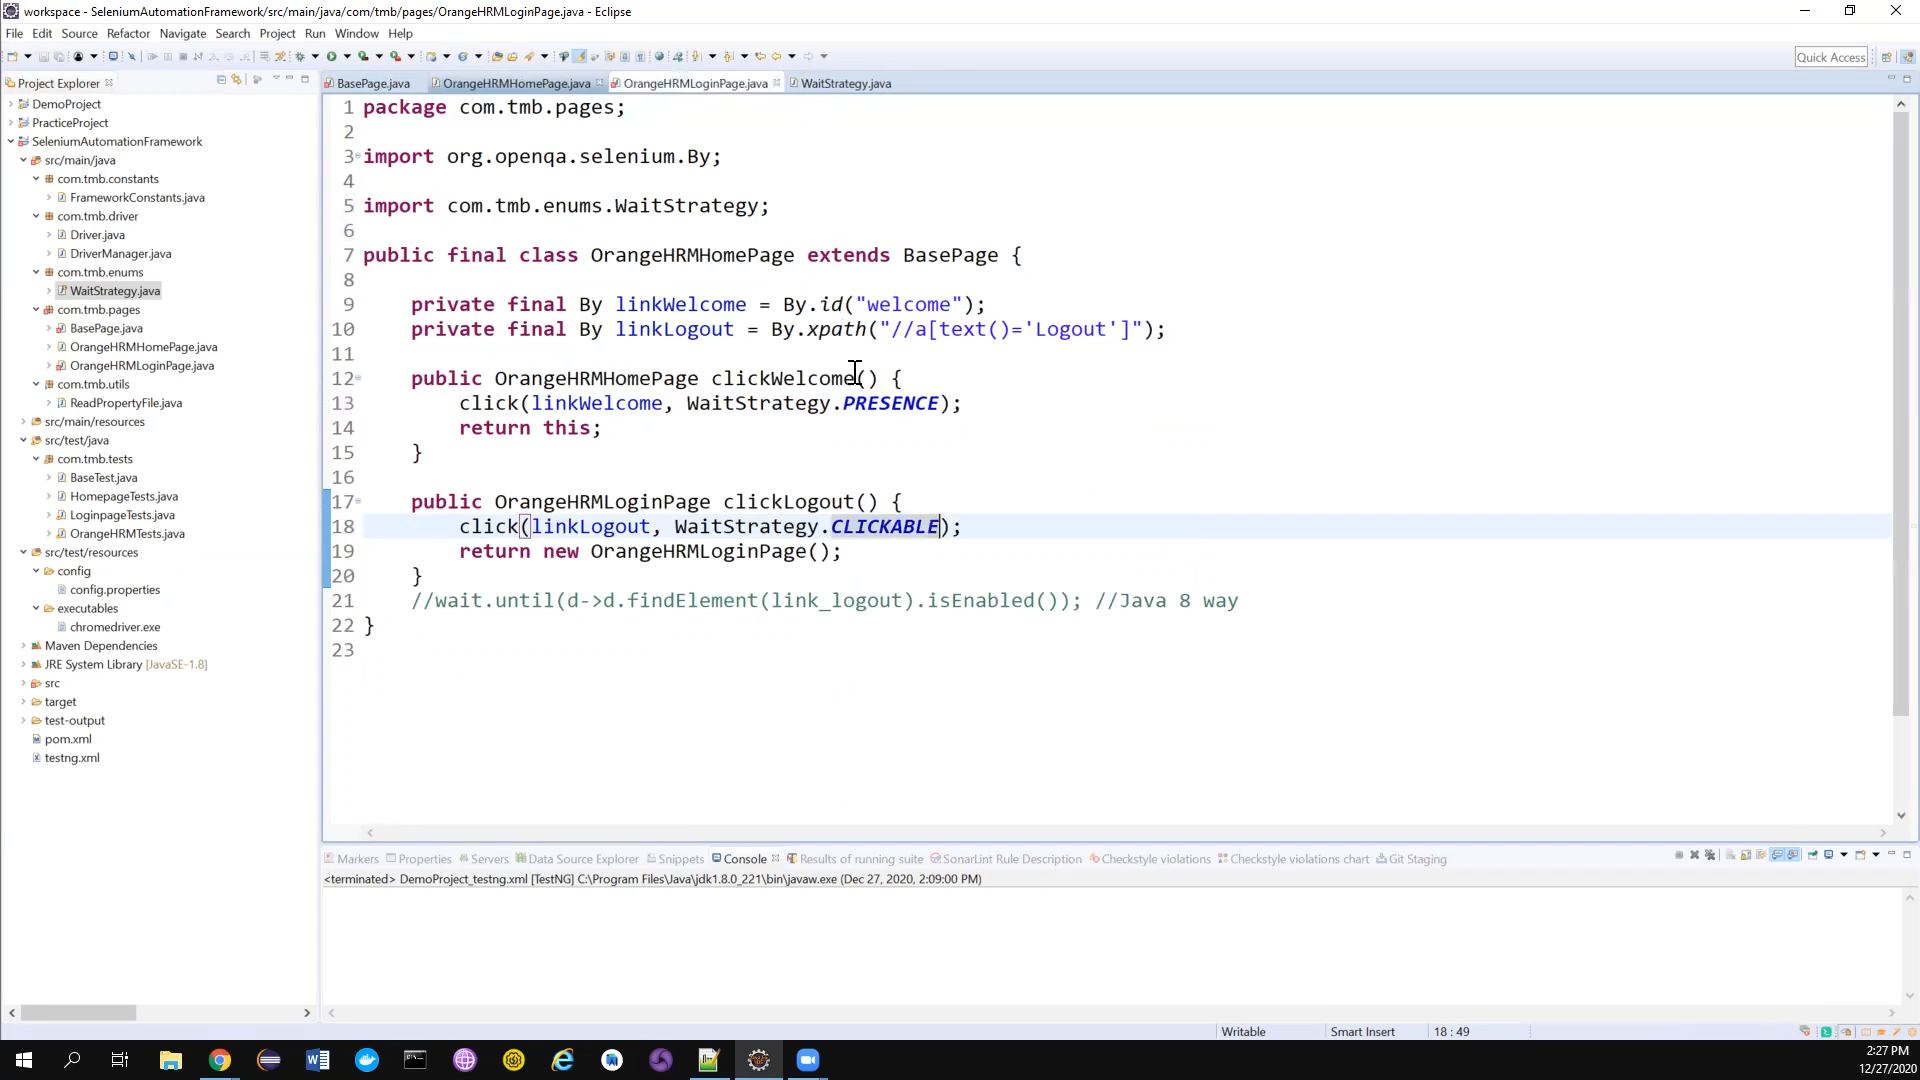 workspace - SeleniumAutomationFramework/src/main/java/com/tmb/pages/OrangeHRMLoginPage.java - Eclipse
File Edit Source Refactor Navigate Search Project Run Window Help
Quick Access
Project Explorer
DemoProject
PracticeProject
SeleniumAutomationFramework
src/main/java
com.tmb.constants
FrameworkConstants.java
com.tmb.driver
Driver.java
DriverManager.java
com.tmb.enums
WaitStrategy.java
com.tmb.pages
BasePage.java
OrangeHRMHomePage.java
OrangeHRMLoginPage.java
com.tmb.utils
ReadPropertyFile.java
src/main/resources
src/test/java
com.tmb.tests
BaseTest.java
HomepageTests.java
LoginpageTests.java
OrangeHRMTests.java
src/test/resources
config
config.properties
executables
chromedriver.exe
Maven Dependencies
JRE System Library [JavaSE-1.8]
src
target
test-output
pom.xml
testng.xml
BasePage.java OrangeHRMHomePage.java OrangeHRMLoginPage.java WaitStrategy.java
1 package com.tmb.pages;
2
3 import org.openqa.selenium.By;
4
5 import com.tmb.enums.WaitStrategy;
6
7 public final class OrangeHRMHomePage extends BasePage {
8
9 private final By linkWelcome = By.id("welcome");
10 private final By linkLogout = By.xpath("//a[text()='Logout']");
11
12 public OrangeHRMHomePage clickWelcome() {
13 click(linkWelcome, WaitStrategy.PRESENCE);
14 return this;
15 }
16
17 public OrangeHRMLoginPage clickLogout() {
18 click(linkLogout, WaitStrategy.CLICKABLE);
19 return new OrangeHRMLoginPage();
20 }
21 //wait.until(d->d.findElement(link_logout).isEnabled()); //Java 8 way
22 }
23
Markers Properties Servers Data Source Explorer Snippets Console Results of running suite SonarLint Rule Description Checkstyle violations Checkstyle violations chart Git Staging
<terminated> DemoProject_testng.xml [TestNG] C:\Program Files\Java\jdk1.8.0_221\bin\javaw.exe (Dec 27, 2020, 2:09:00 PM)
Writable Smart Insert 18 : 49
2:27 PM
12/27/2020